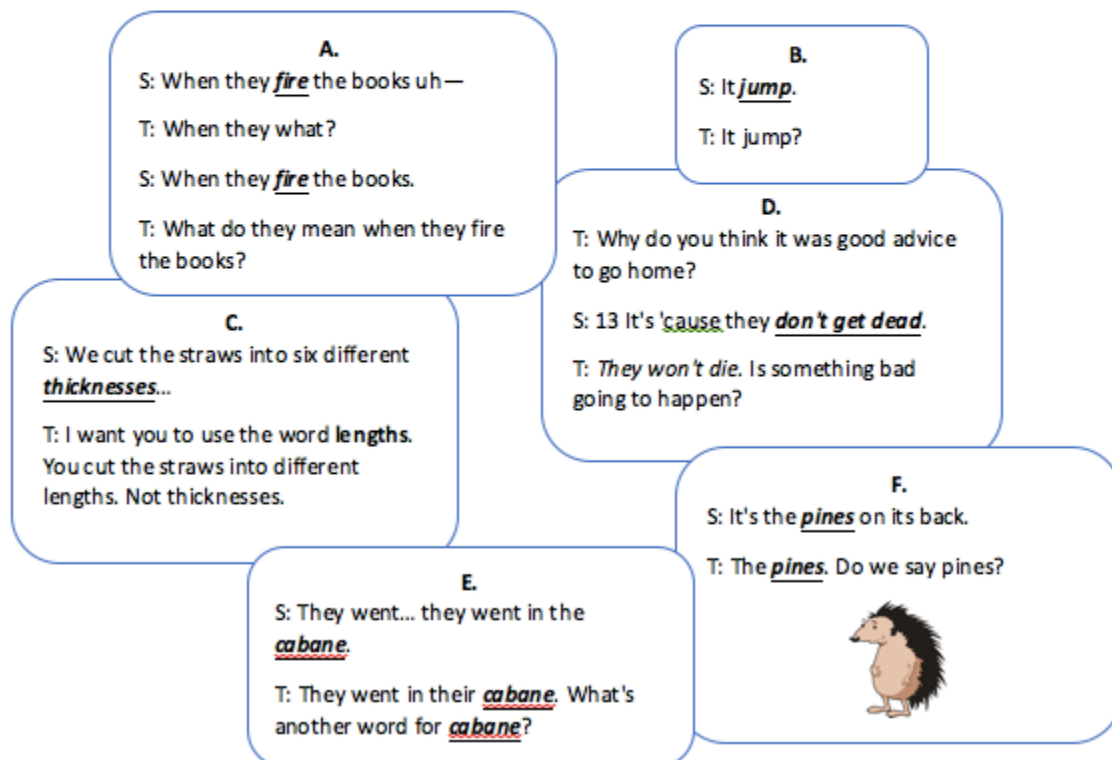 A.
S: When they fire the books uh—
T: When they what?
S: When they fire the books.
T: What do they mean when they fire
the books?
B.
S: It jump.
T: It jump?
C.
S: We cut the straws into six different
thicknesses...
T: I want you to use the word lengths.
You cut the straws into different
lengths. Not thicknesses.
D.
T: Why do you think it was good advice
to go home?
S: 13 It's 'cause they don't get dead.
T: They won't die. Is something bad
going to happen?
E.
S: They went... they went in the
cabane.
T: They went in their cabane. What's
another word for cabane?
F.
S: It's the pines on its back.
T: The pines. Do we say pines?